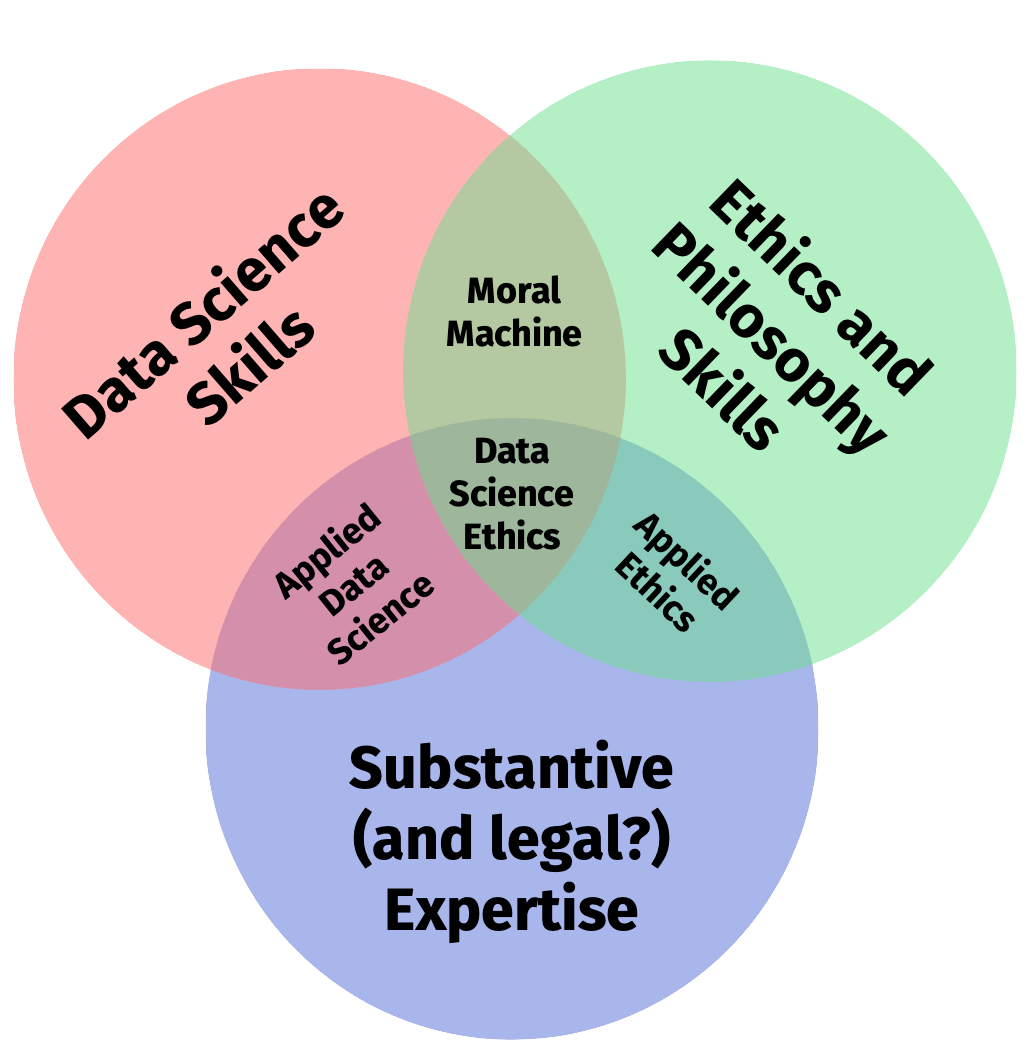 Data Science
Skills
Ethics and
Philosophy
Skills
Moral
Machine
Data
Science
Ethics
Applied
Data
Science
Applied
Ethics
Substantive
(and legal?)
Expertise